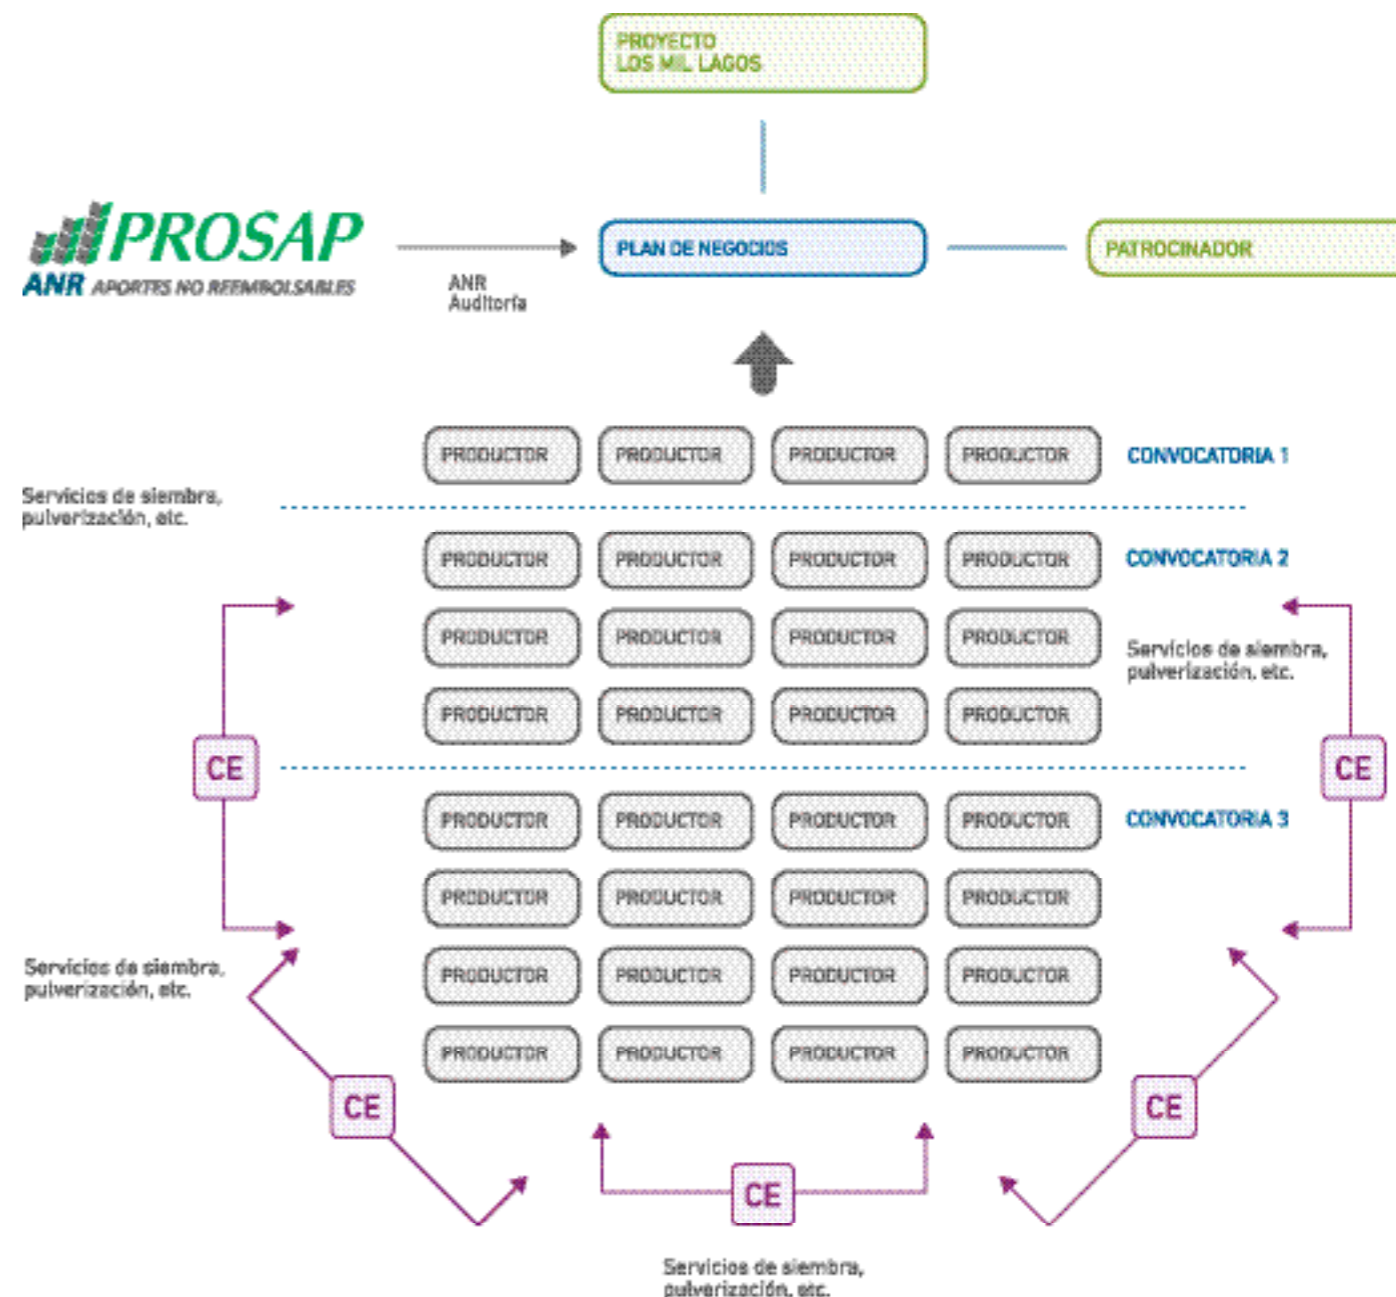 PROYECTO
LOS MIL LAGOS
PROSAP
ANR APORTES NO REEMBOLSABLES
ANR
Auditoría
PLAN DE NEGOCIOS
PATROCINADOR
PRODUCTOR PRODUCTOR PRODUCTOR PRODUCTOR CONVOCATORIA 1
Servicios de siembra,
pulverización, etc.
PRODUCTOR PRODUCTOR PRODUCTOR PRODUCTOR CONVOCATORIA 2
PRODUCTOR PRODUCTOR PRODUCTOR PRODUCTOR
Servicios de siembra,
pulverización, etc.
PRODUCTOR PRODUCTOR PRODUCTOR PRODUCTOR
CE
CE
PRODUCTOR PRODUCTOR PRODUCTOR PRODUCTOR CONVOCATORIA 3
PRODUCTOR PRODUCTOR PRODUCTOR PRODUCTOR
Servicios de siembra,
pulverización, etc.
PRODUCTOR PRODUCTOR PRODUCTOR PRODUCTOR
PRODUCTOR PRODUCTOR PRODUCTOR PRODUCTOR
CE
CE
CE
Servicios de siembra,
pulverización, etc.